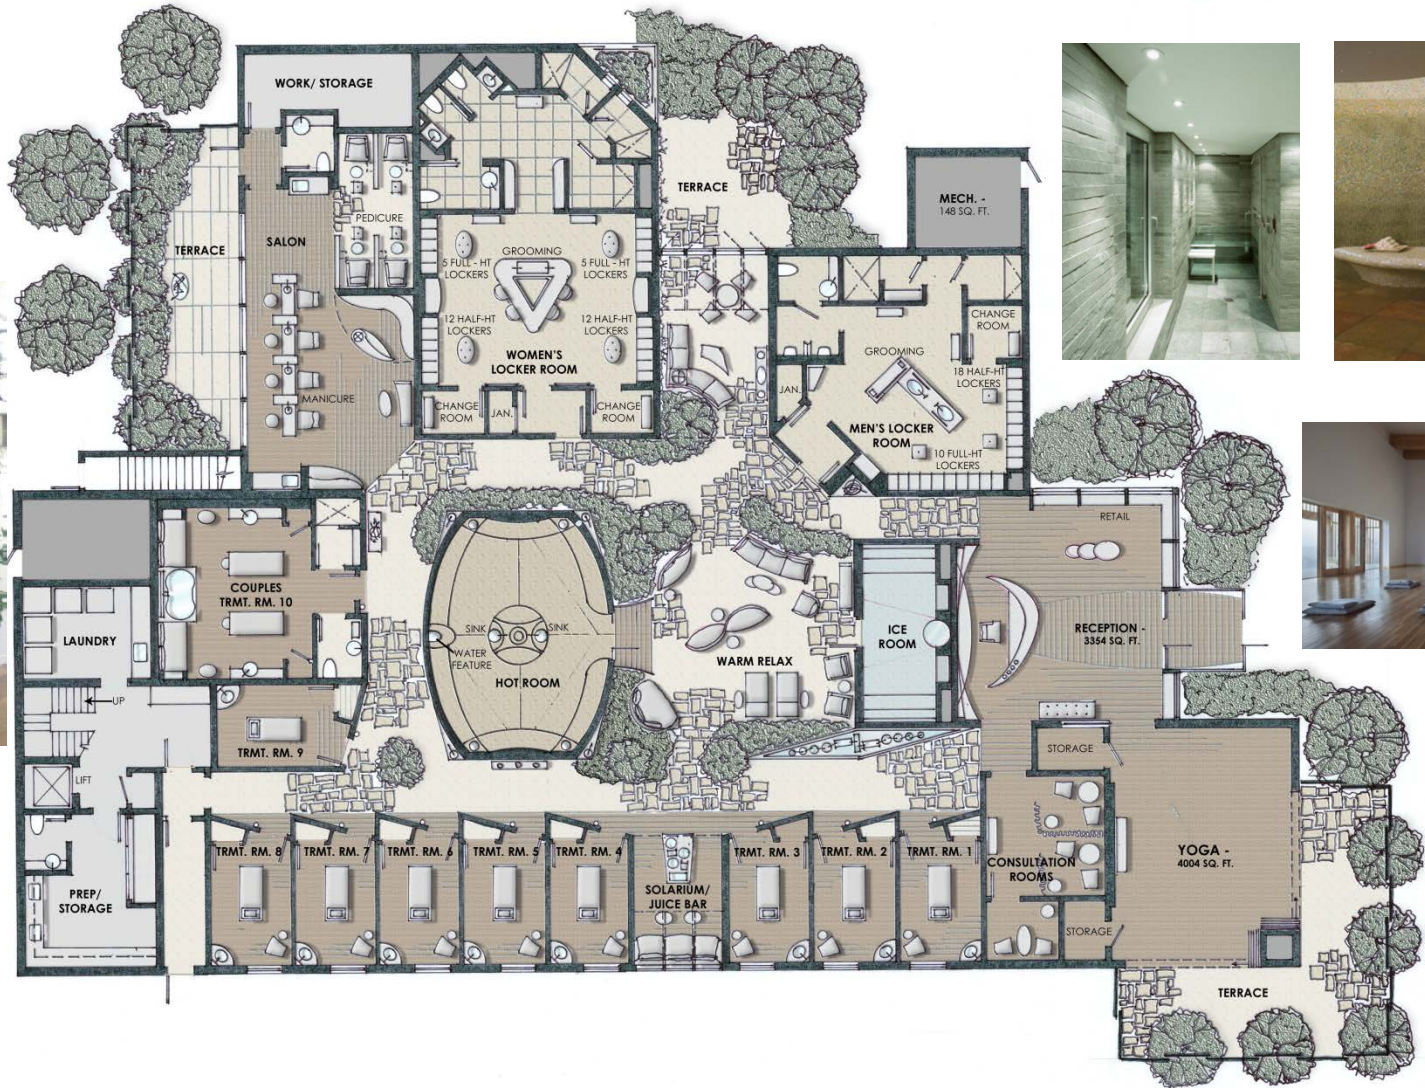 WORK/ STORAGE
TERRACE
SALON
PEDICURE
MANICURE
GROOMING
5 FULL - HT
LOCKERS
5 FULL - HT
LOCKERS
12 HALF-HT
LOCKERS
12 HALF-HT
LOCKERS
WOMEN'S
LOCKER ROOM
CHANGE
ROOM
JAN.
CHANGE
ROOM
TERRACE
MECH. -
148 SQ. FT.
CHANGE
ROOM
GROOMING
18 HALF-HT
LOCKERS
JAN.
MEN'S LOCKER
ROOM
10 FULL-HT
LOCKERS
RETAIL
COUPLES
TRMT. RM. 10
LAUNDRY
UP
TRMT. RM. 9
LIFT
PREP/
STORAGE
SINK
SINK
WATER
FEATURE
HOT ROOM
WARM RELAX
ICE
ROOM
RECEPTION -
3354 SQ. FT.
STORAGE
TRMT. RM. 8
TRMT. RM. 7
TRMT. RM. 6
TRMT. RM. 5
TRMT. RM. 4
SOLARIUM/
JUICE BAR
TRMT. RM. 3
TRMT. RM. 2
TRMT. RM. 1
CONSULTATION
ROOMS
YOGA -
4004 SQ. FT.
STORAGE
TERRACE